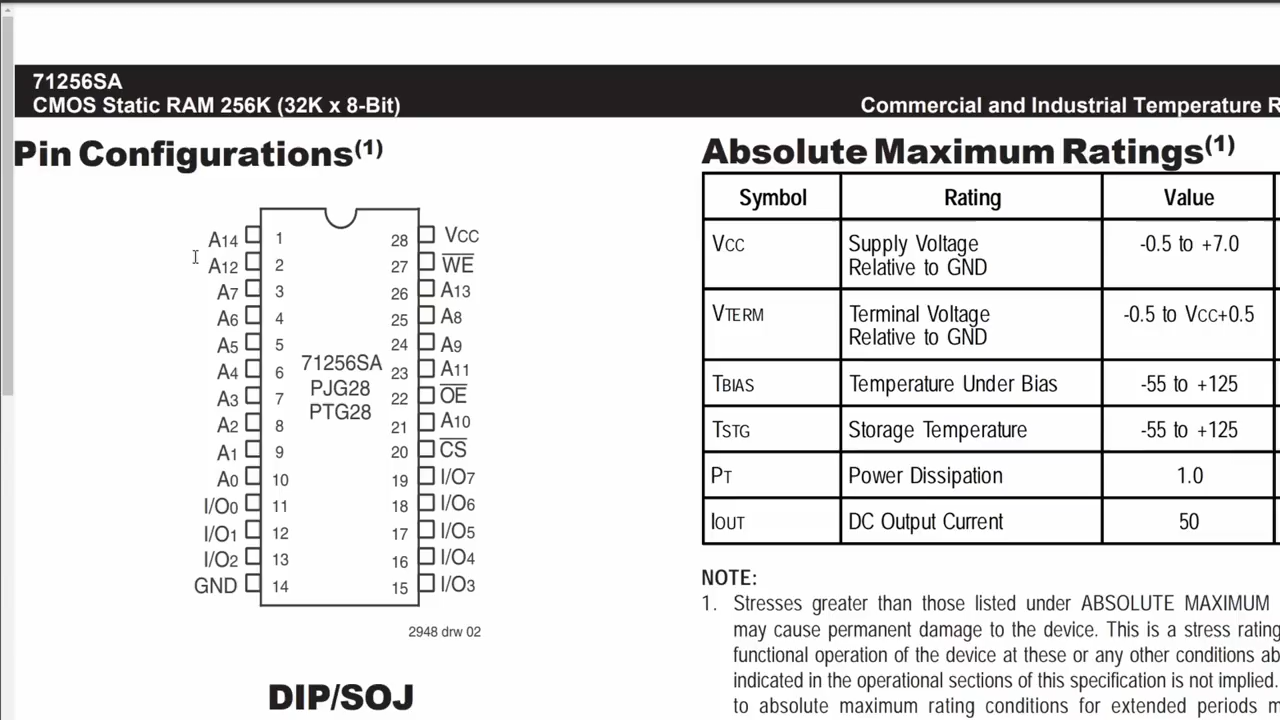 71256SA
CMOS Static RAM 256K (32K x 8-Bit)
Commercial and Industrial Temperature R
Pin Configurations(1)
A14 1 28 VCC
A12 2 27 WE
A7 3 26 A13
A6 4 25 A8
A5 5 24 A9
A4 6 23 A11
A3 7 22 OE
A2 8 21 A10
A1 9 20 CS
A0 10 19 I/O7
I/O0 11 18 I/O6
I/O1 12 17 I/O5
I/O2 13 16 I/O4
GND 14 15 I/O3
71256SA
PJG28
PTG28
2948 drw 02
DIP/SOJ
Absolute Maximum Ratings(1)
Symbol Rating Value
VCC Supply Voltage Relative to GND -0.5 to +7.0
VTERM Terminal Voltage Relative to GND -0.5 to VCC+0.5
TBIAS Temperature Under Bias -55 to +125
TSTG Storage Temperature -55 to +125
PT Power Dissipation 1.0
IOUT DC Output Current 50
NOTE:
1. Stresses greater than those listed under ABSOLUTE MAXIMUM
may cause permanent damage to the device. This is a stress rating
functional operation of the device at these or any other conditions ab
indicated in the operational sections of this specification is not implied.
to absolute maximum rating conditions for extended periods m